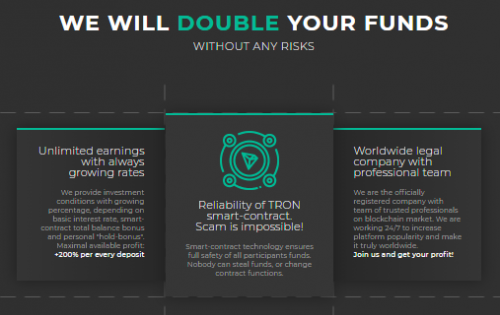 WE WILL DOUBLE YOUR FUNDS
WITHOUT ANY RISKS
Unlimited earnings
with always
growing rates
We provide investment
conditions with growing
percentage, depending on
basic interest rate, smart-
contract total balance bonus
and personal "hold-bonus".
Maximal available profit:
+200% per every deposit
Reliability of TRON
smart-contract.
Scam is impossible!
Smart-contract technology ensures
full safety of all participants funds.
Nobody can steal funds, or change
contract functions.
Worldwide legal
company with
professional team
We are the officially
registered company with
team of trusted professionals
on blockchain market. We are
working 24/7 to increase
platform popularity and make
it truly worldwide.
Join us and get your profit!